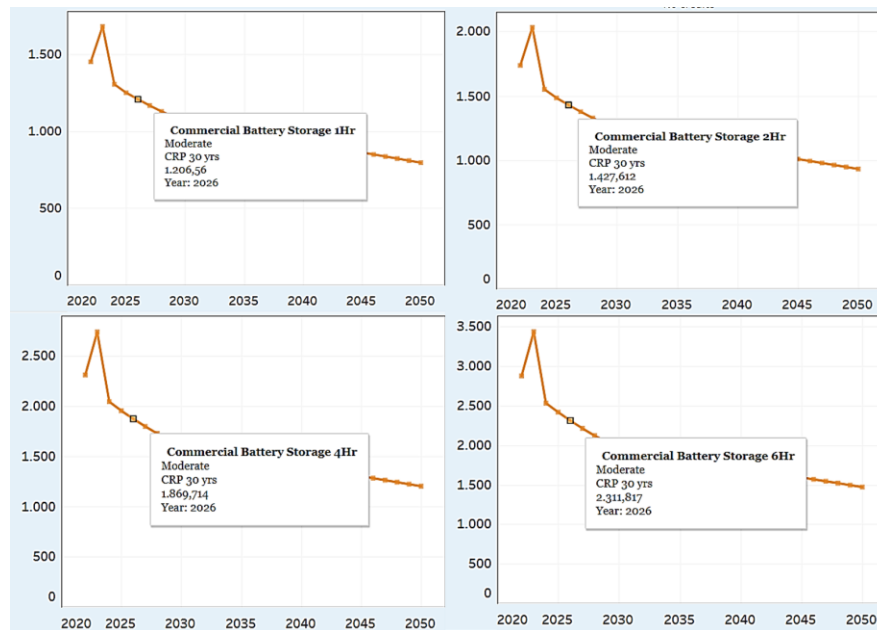 1.500
1.000
500
0
2020 2025 2030 2035 2040 2045 2050
Commercial Battery Storage 1Hr
Moderate
CRP 30 yrs
1.206,56
Year: 2026
2.000
1.500
1.000
500
0
2020 2025 2030 2035 2040 2045 2050
Commercial Battery Storage 2Hr
Moderate
CRP 30 yrs
1.427,612
Year: 2026
2.500
2.000
1.500
1.000
500
0
2020 2025 2030 2035 2040 2045 2050
Commercial Battery Storage 4Hr
Moderate
CRP 30 yrs
1.869,714
Year: 2026
3.500
3.000
2.500
2.000
1.500
1.000
500
0
2020 2025 2030 2035 2040 2045 2050
Commercial Battery Storage 6Hr
Moderate
CRP 30 yrs
2.311,817
Year: 2026